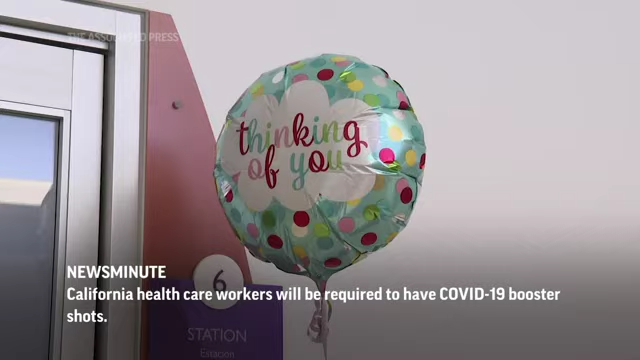 THE ASSOCIATED PRESS
thinking
of you
6
STATION
Estación
NEWSMINUTE
California health care workers will be required to have COVID-19 booster
shots.